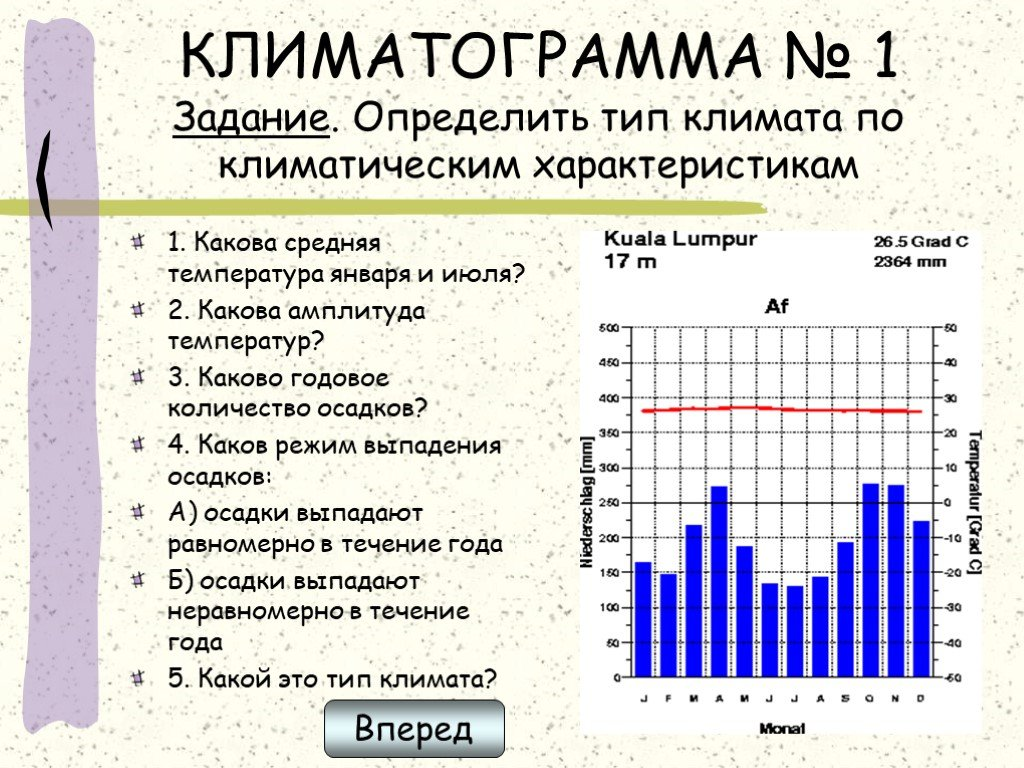 КЛИМАТОГРАММА № 1
Задание. Определить тип климата по
климатическим характеристикам
1. Какова средняя
температура января и июля?
2. Какова амплитуда
температур?
3. Каково годовое
количество осадков?
4. Каков режим выпадения
осадков:
А) осадки выпадают
равномерно в течение года
Б) осадки выпадают
неравномерно в течение
года
5. Какой это тип климата?
Вперед
Kuala Lumpur
26.5 Grad C
17 m
2364 mm
Af
500
450
400
350
300
250
200
150
100
50
0
Niederschlag [mm]
50
40
30
20
10
0
-10
-20
-30
-40
-50
Temperatur [Grad C]
J F M A M J J A S O N D
Monat